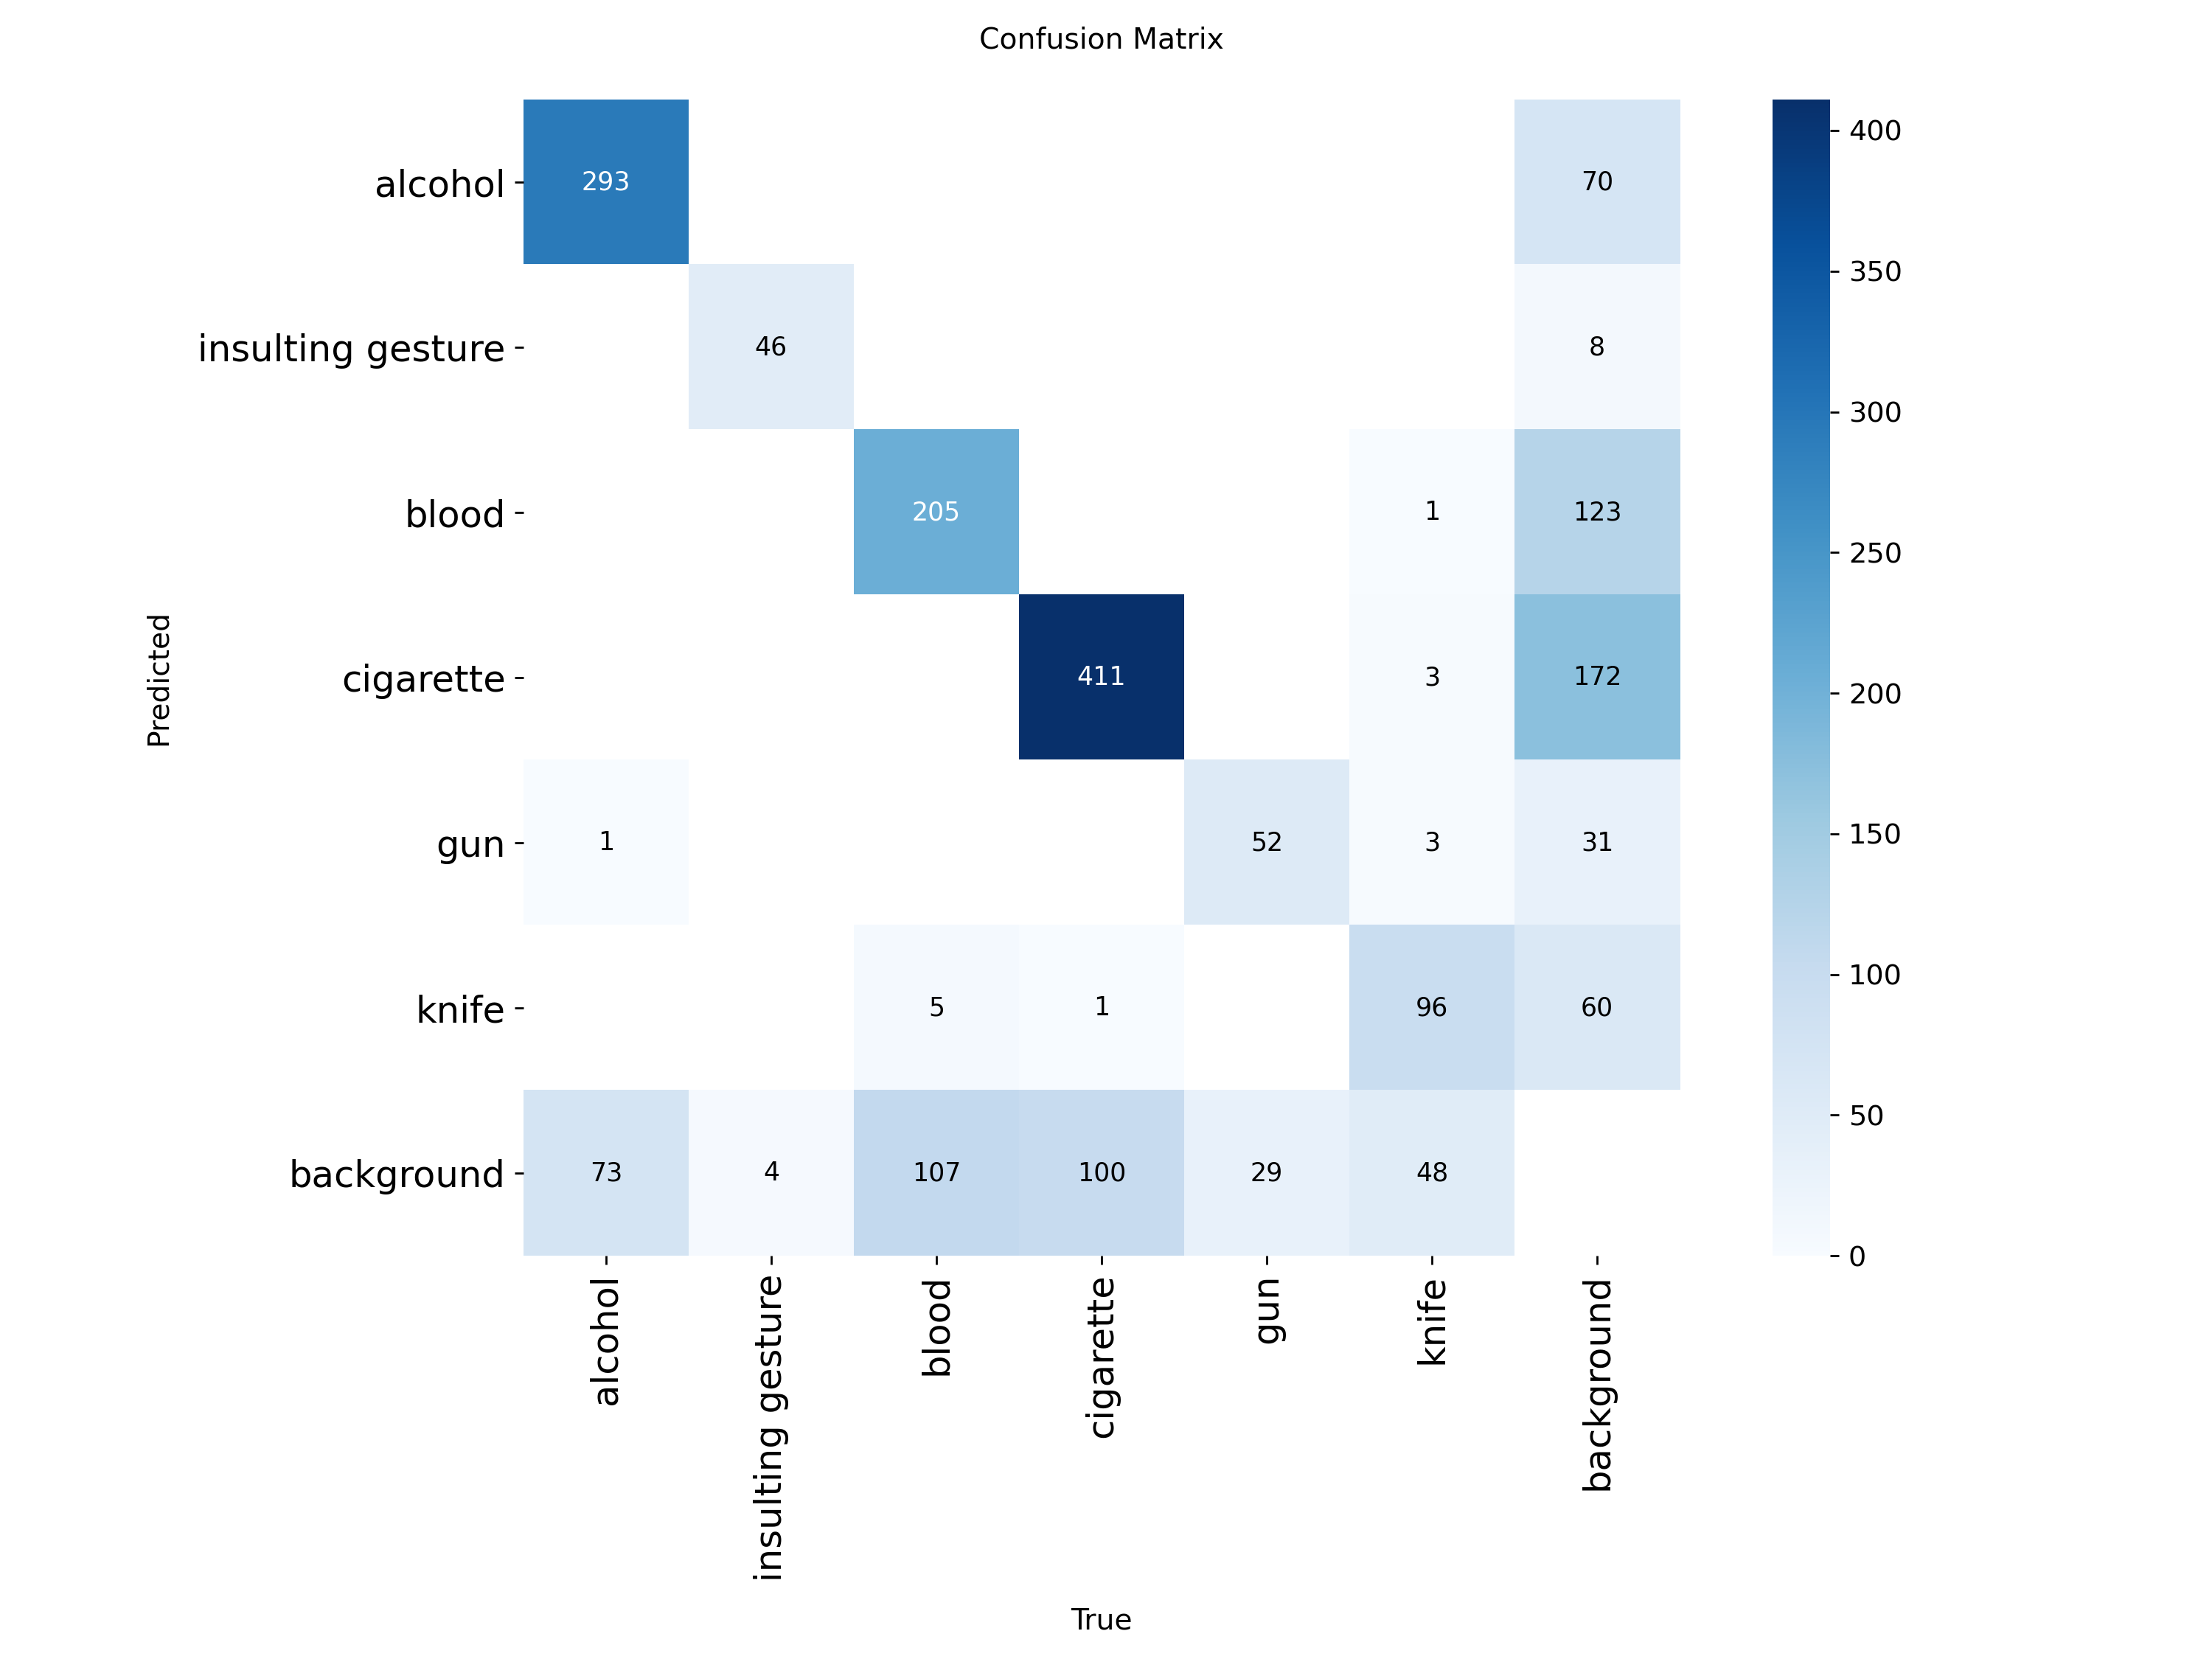 Confusion Matrix
alcohol 293 70
insulting gesture 46 8
blood 205 1 123
cigarette 411 3 172
gun 1 52 3 31
knife 5 1 96 60
background 73 4 107 100 29 48
Predicted
alcohol
insulting gesture
blood
cigarette
gun
knife
background
True
400
350
300
250
200
150
100
50
0